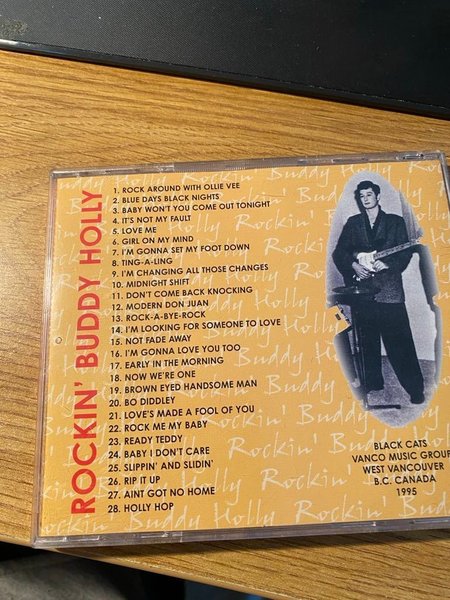 ROCKIN' BUDDY HOLLY
1. ROCK AROUND WITH OLLIE VEE
2. BLUE DAYS BLACK NIGHTS
3. BABY WON'T YOU COME OUT TONIGHT
4. IT'S NOT MY FAULT
5. LOVE ME
6. GIRL ON MY MIND
7. I'M GONNA SET MY FOOT DOWN
8. TING-A-LING
9. I'M CHANGING ALL THOSE CHANGES
10. MIDNIGHT SHIFT
11. DON'T COME BACK KNOCKING
12. MODERN DON JUAN
13. ROCK-A-BYE-ROCK
14. I'M LOOKING FOR SOMEONE TO LOVE
15. NOT FADE AWAY
16. I'M GONNA LOVE YOU TOO
17. EARLY IN THE MORNING
18. NOW WE'RE ONE
19. BROWN EYED HANDSOME MAN
20. BO DIDDLEY
21. LOVE'S MADE A FOOL OF YOU
22. ROCK ME MY BABY
23. READY TEDDY
24. BABY I DON'T CARE
25. SLIPPIN' AND SLIDIN'
26. RIP IT UP
27. AINT GOT NO HOME
28. HOLLY HOP
BLACK CATS
VANCO MUSIC GROUP
WEST VANCOUVER
B.C. CANADA
1995